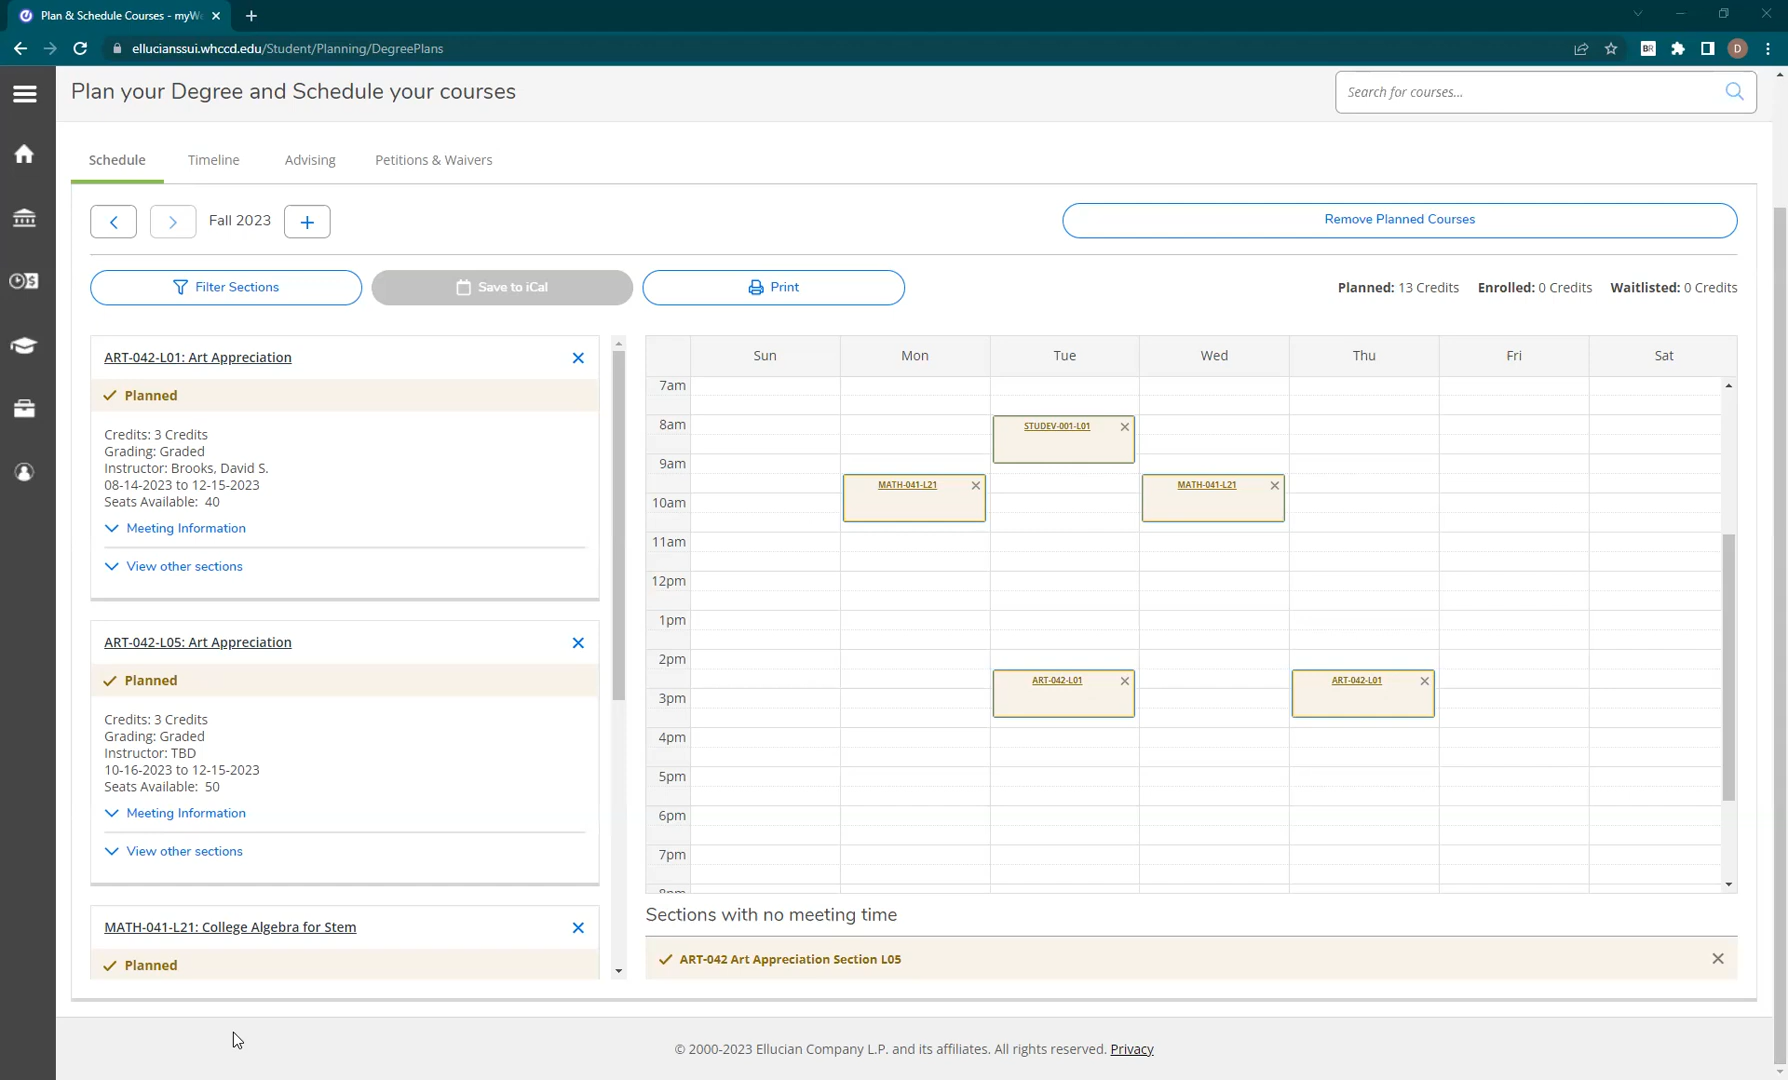 Plan & Schedule Courses - myWe
ellucianssui.whccd.edu/Student/Planning/DegreePlans
BR
D
Plan your Degree and Schedule your courses
Search for courses...
Schedule Timeline Advising Petitions & Waivers
Fall 2023
Remove Planned Courses
Filter Sections
Save to iCal
Print
Planned: 13 Credits Enrolled: 0 Credits Waitlisted: 0 Credits
ART-042-L01: Art Appreciation
Planned
Credits: 3 Credits
Grading: Graded
Instructor: Brooks, David S.
08-14-2023 to 12-15-2023
Seats Available: 40
Meeting Information
View other sections
ART-042-L05: Art Appreciation
Planned
Credits: 3 Credits
Grading: Graded
Instructor: TBD
10-16-2023 to 12-15-2023
Seats Available: 50
Meeting Information
View other sections
MATH-041-L21: College Algebra for Stem
Planned
Sun Mon Tue Wed Thu Fri Sat
7am
8am
STUDEV-001-L01
9am
MATH-041-L21 MATH-041-L21
10am
11am
12pm
1pm
2pm
ART-042-L01 ART-042-L01
3pm
4pm
5pm
6pm
7pm
8pm
Sections with no meeting time
ART-042 Art Appreciation Section L05
© 2000-2023 Ellucian Company L.P. and its affiliates. All rights reserved. Privacy